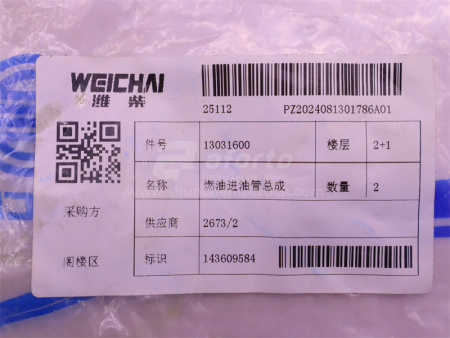 WEICHAI
潍柴
25112 PZ2024081301786A01
件号 13031600 楼层 2+1
名称 燃油进油管总成 数量 2
采购方
供应商 2673/2
阁楼区 标识 143609584